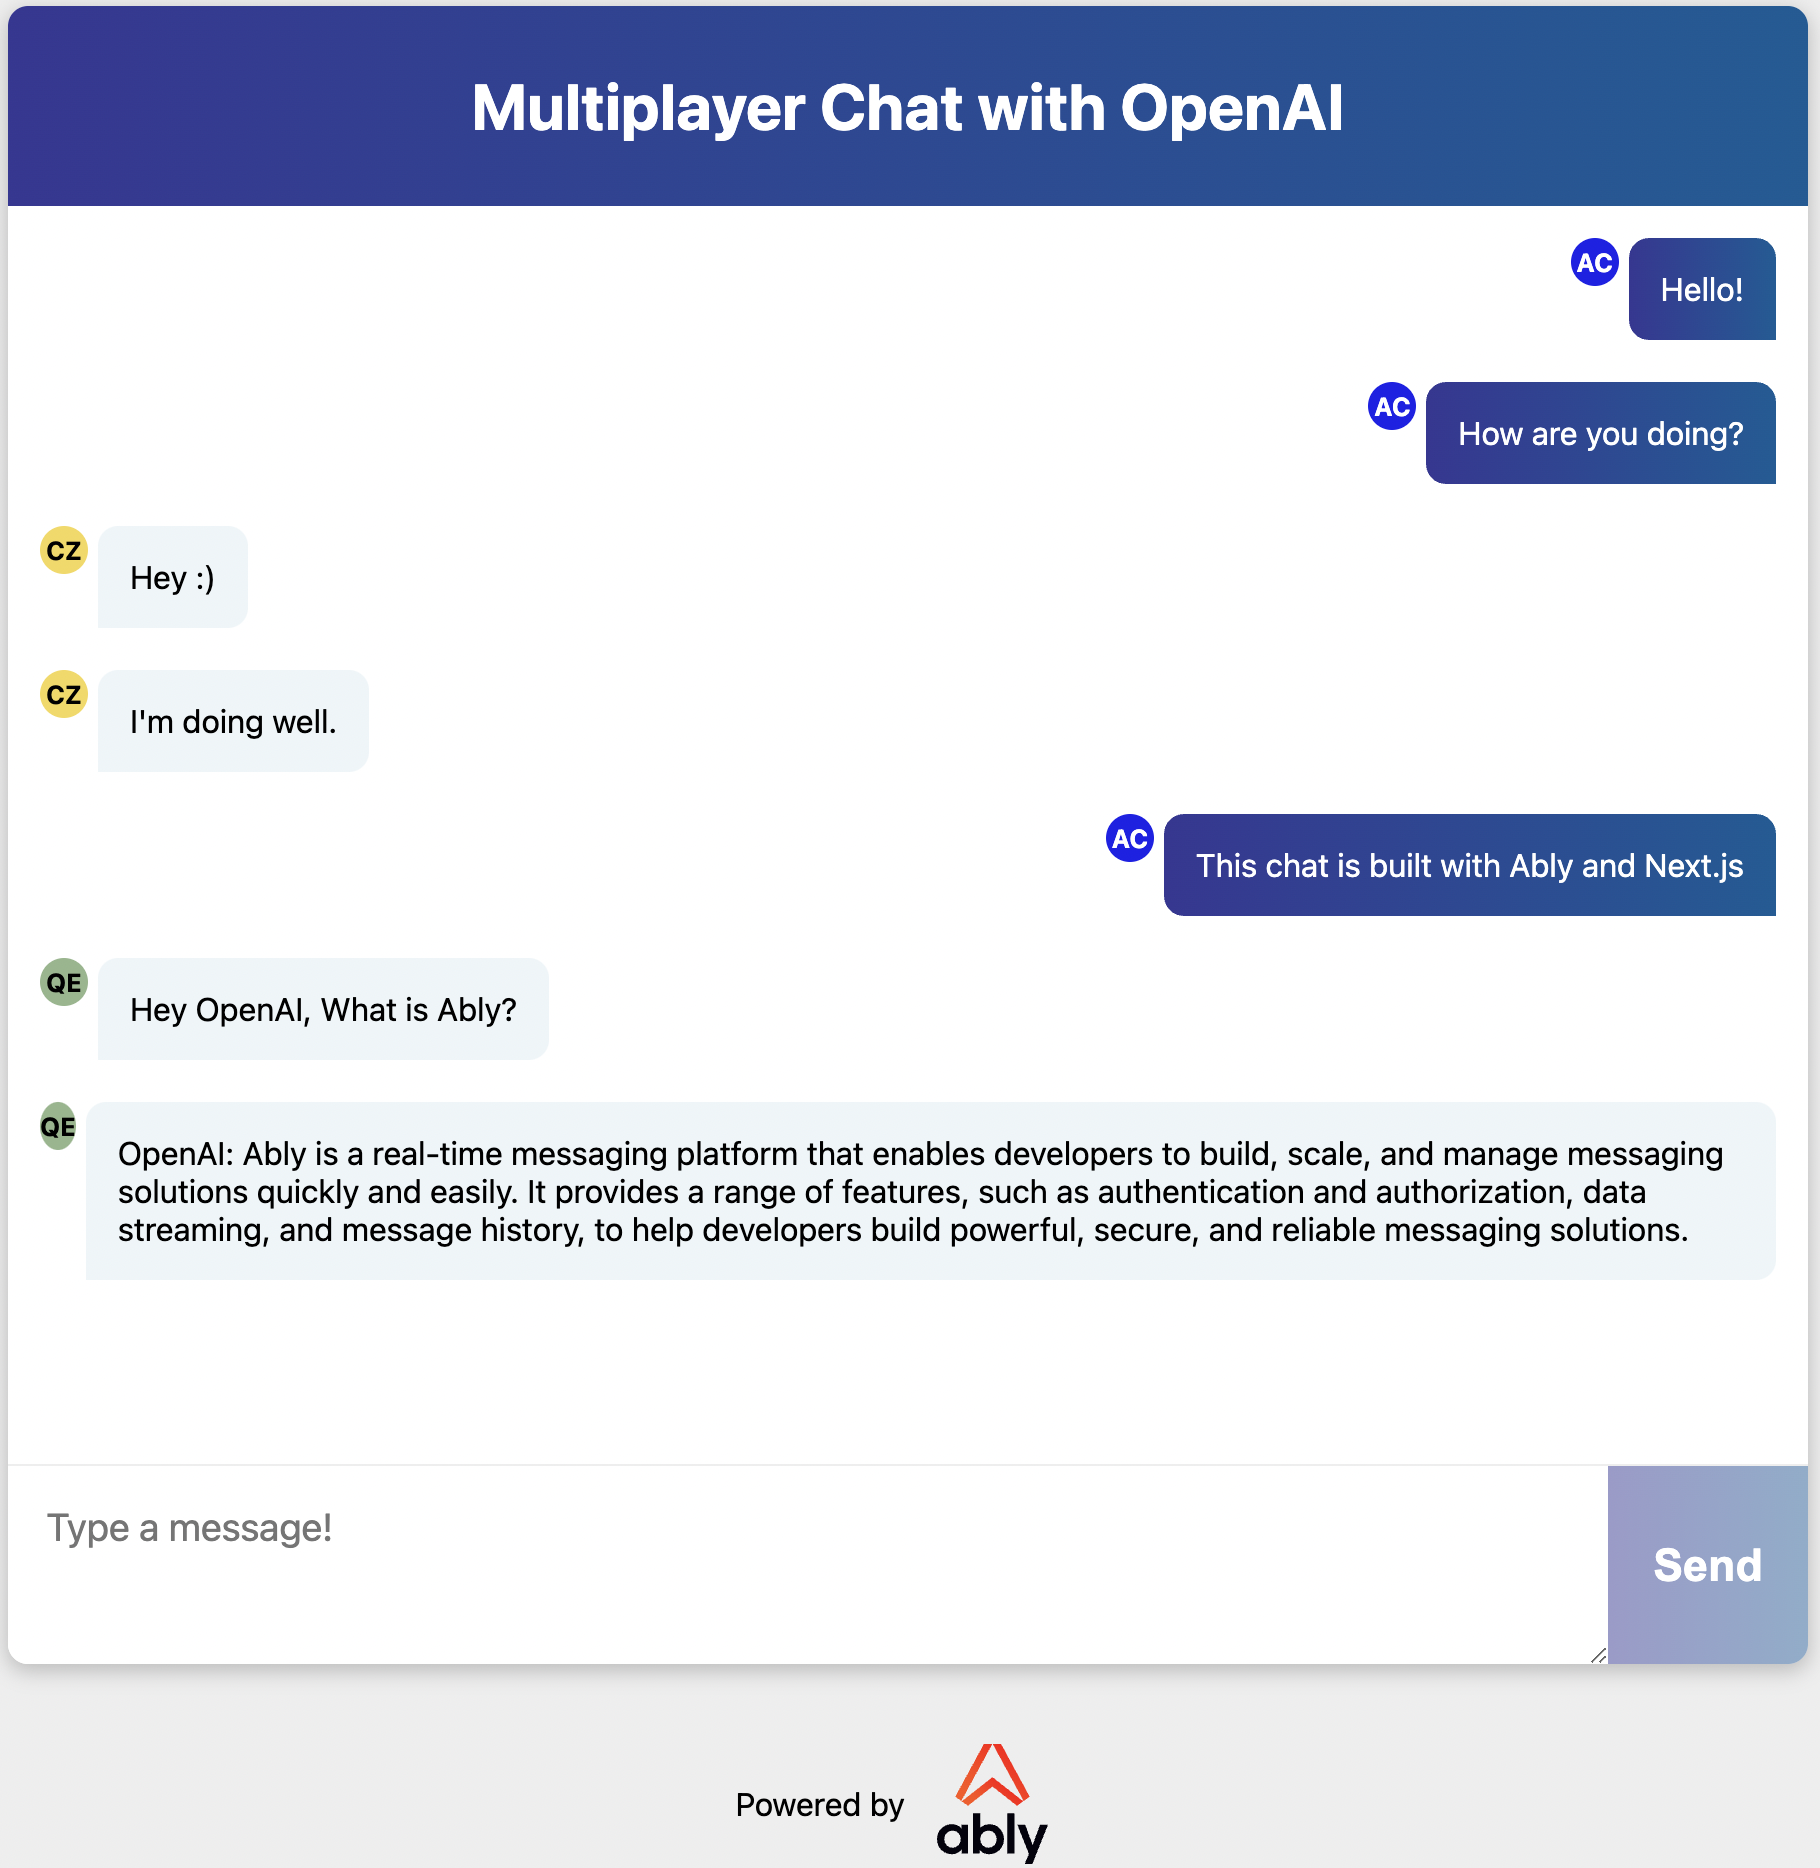 Multiplayer Chat with OpenAI
AC
Hello!
AC
How are you doing?
CZ
Hey :)
CZ
I'm doing well.
AC
This chat is built with Ably and Next.js
QE
Hey OpenAI, What is Ably?
QE
OpenAI: Ably is a real-time messaging platform that enables developers to build, scale, and manage messaging
solutions quickly and easily. It provides a range of features, such as authentication and authorization, data
streaming, and message history, to help developers build powerful, secure, and reliable messaging solutions.
Type a message!
Send
Powered by
ably